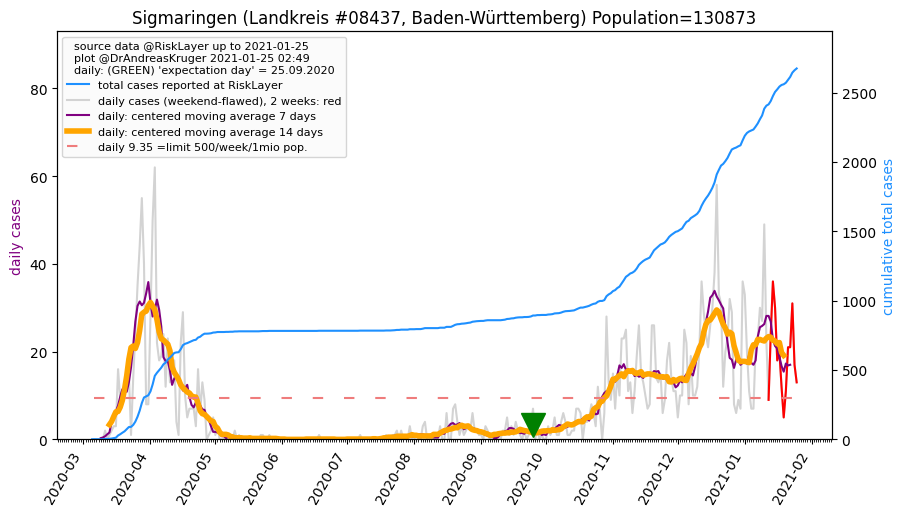 Sigmaringen (Landkreis #08437, Baden-Württemberg) Population=130873
source data @RiskLayer up to 2021-01-25
plot @DrAndreasKruger 2021-01-25 02:49
daily: (GREEN) 'expectation day' = 25.09.2020
total cases reported at RiskLayer
daily cases (weekend-flawed), 2 weeks: red
daily: centered moving average 7 days
daily: centered moving average 14 days
daily 9.35 =limit 500/week/1mio pop.
daily cases
80
60
40
20
0
cumulative total cases
2500
2000
1500
1000
500
0
2020-03
2020-04
2020-05
2020-06
2020-07
2020-08
2020-09
2020-10
2020-11
2020-12
2021-01
2021-02